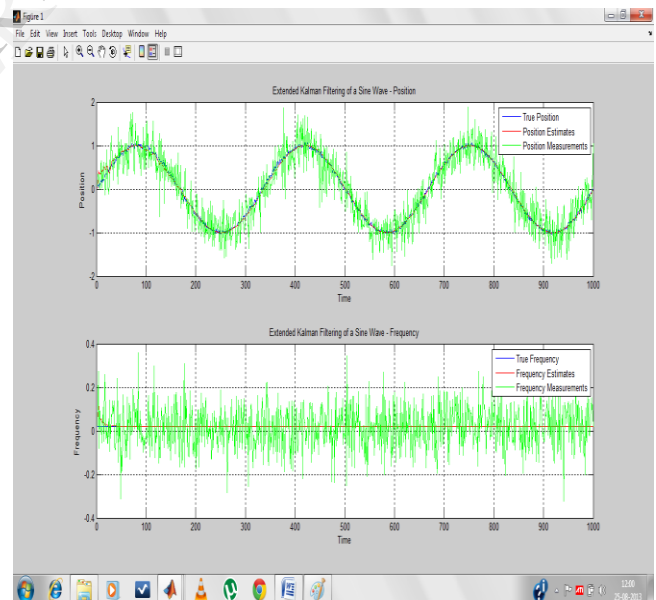 Figure 1
File Edit View Insert Tools Desktop Window Help
Extended Kalman Filtering of a Sine Wave - Position
2
1
0
-1
-2
Position
True Position
Position Estimates
Position Measurements
0 100 200 300 400 500 600 700 800 900 1000
Time
Extended Kalman Filtering of a Sine Wave - Frequency
0.4
0.2
0
-0.2
-0.4
Frequency
True Frequency
Frequency Estimates
Frequency Measurements
0 100 200 300 400 500 600 700 800 900 1000
Time
12:00
25-08-2013